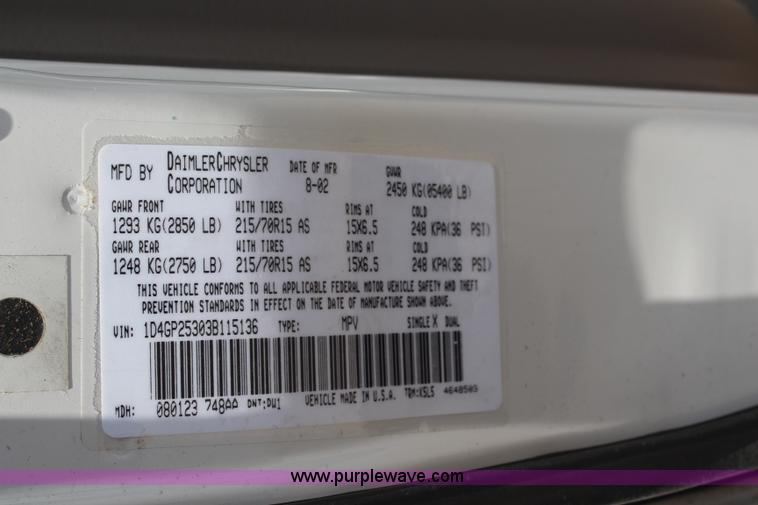 MFD BY DAIMLERCHRYSLER CORPORATION DATE OF MFR 8-02 GVWR 2450 KG(05400 LB)
GAWR FRONT WITH TIRES RIMS AT COLD
1293 KG(2850 LB) 215/70R15 AS 15X6.5 248 KPA(36 PSI)
GAWR REAR WITH TIRES RIMS AT COLD
1248 KG(2750 LB) 215/70R15 AS 15X6.5 248 KPA(36 PSI)
THIS VEHICLE CONFORMS TO ALL APPLICABLE FEDERAL MOTOR VEHICLE SAFETY AND THEFT
PREVENTION STANDARDS IN EFFECT ON THE DATE OF MANUFACTURE SHOWN ABOVE.
VIN: 1D4GP25303B115136 TYPE: MPV SINGLE X DUAL
MDH: 080123 748AA DNT:DW1 VEHICLE MADE IN U.S.A. TRM:K5L5 4648503
www.purplewave.com